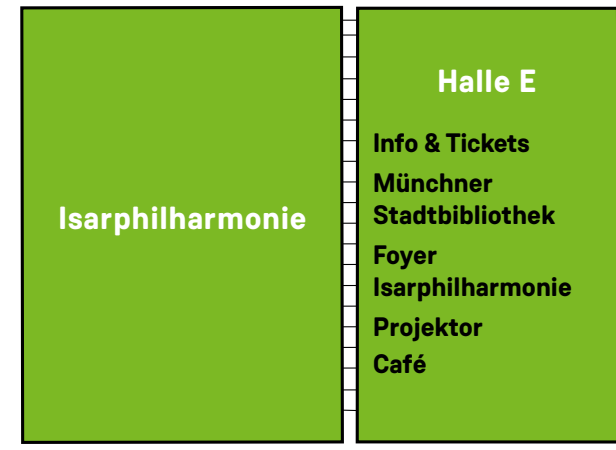 Isarphilharmonie
Halle E
Info & Tickets
Münchner
Stadtbibliothek
Foyer
Isarphilharmonie
Projektor
Café